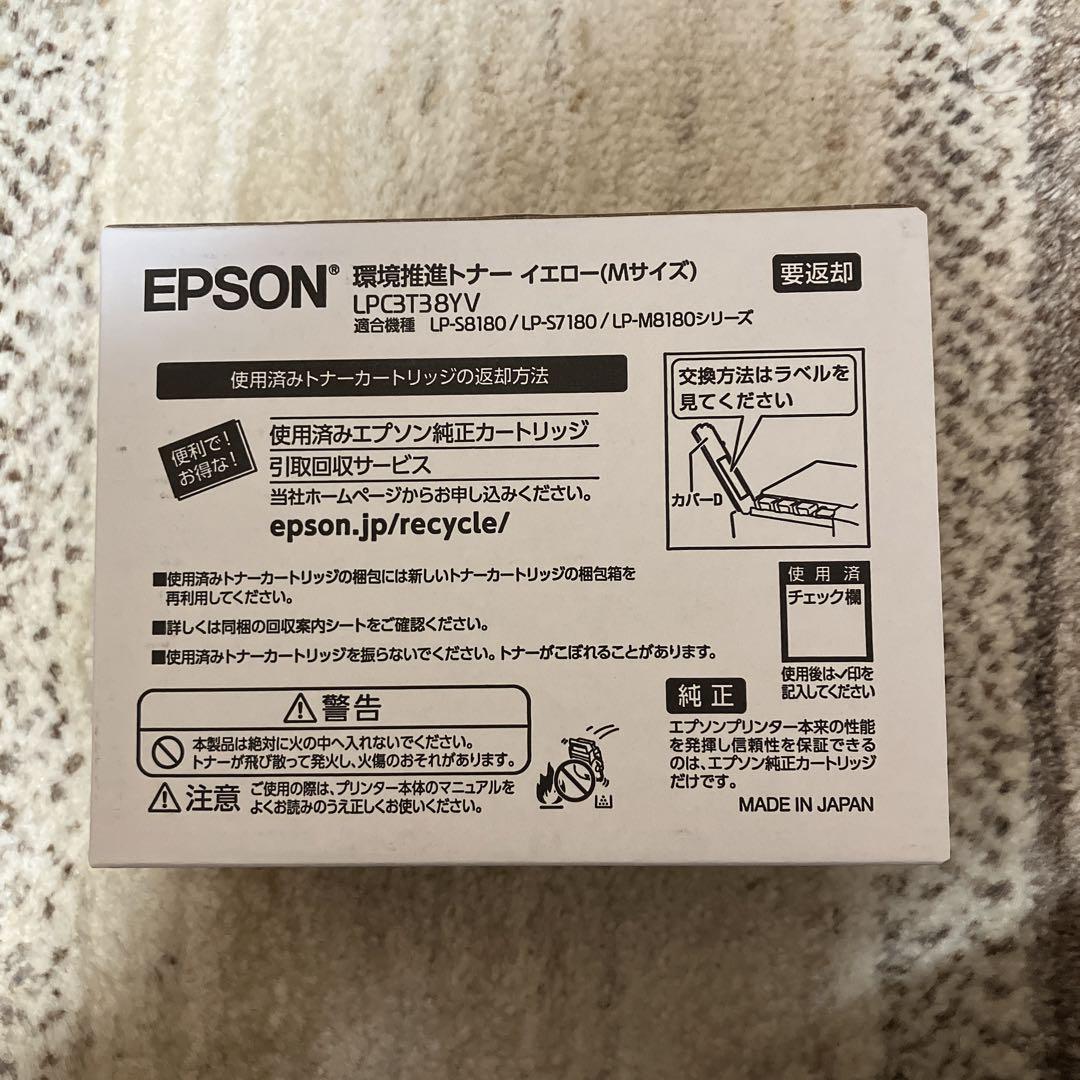 EPSON® 環境推進トナー イエロー(Mサイズ)
LPC3T38YV
適合機種 LP-S8180/LP-S7180/LP-M8180シリーズ
要返却
使用済みトナーカートリッジの返却方法
便利で!
お得な!
使用済みエプソン純正カートリッジ
引取回収サービス
当社ホームページからお申し込みください。
epson.jp/recycle/
交換方法はラベルを
見てください
カバーD
■使用済みトナーカートリッジの梱包には新しいトナーカートリッジの梱包箱を
再利用してください。
■詳しくは同梱の回収案内シートをご確認ください。
■使用済みトナーカートリッジを振らないでください。トナーがこぼれることがあります。
使用済
チェック欄
使用後は✓印を
記入してください
警告
本製品は絶対に火の中へ入れないでください。
トナーが飛び散って発火し、火傷のおそれがあります。
注意 ご使用の際は、プリンター本体のマニュアルを
よくお読みのうえ正しくお使いください。
純正
エプソンプリンター本来の性能
を発揮し信頼性を保証できる
のは、エプソン純正カートリッジ
だけです。
MADE IN JAPAN